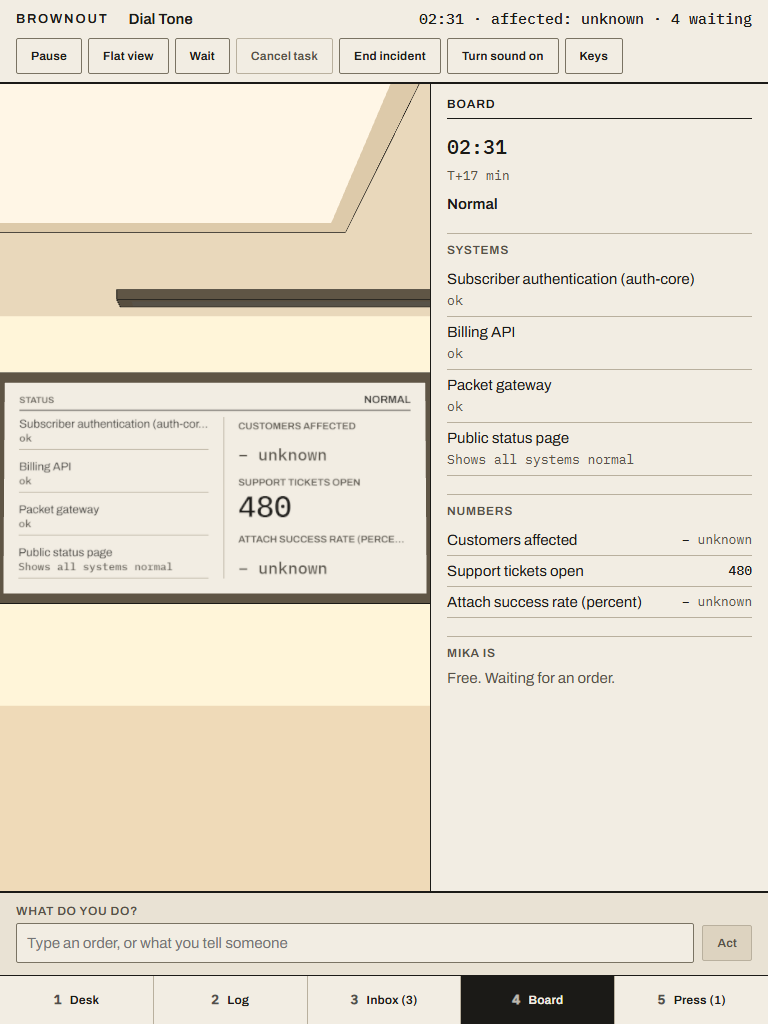 BROWNOUT Dial Tone 02:31 · affected: unknown · 4 waiting
Pause Flat view Wait Cancel task End incident Turn sound on Keys
STATUS NORMAL
Subscriber authentication (auth-cor...
ok
Billing API
ok
Packet gateway
ok
Public status page
Shows all systems normal
CUSTOMERS AFFECTED
– unknown
SUPPORT TICKETS OPEN
480
ATTACH SUCCESS RATE (PERCE...
– unknown
BOARD
02:31
T+17 min
Normal
SYSTEMS
Subscriber authentication (auth-core)
ok
Billing API
ok
Packet gateway
ok
Public status page
Shows all systems normal
NUMBERS
Customers affected – unknown
Support tickets open 480
Attach success rate (percent) – unknown
MIKA IS
Free. Waiting for an order.
WHAT DO YOU DO?
Type an order, or what you tell someone Act
1 Desk 2 Log 3 Inbox (3) 4 Board 5 Press (1)